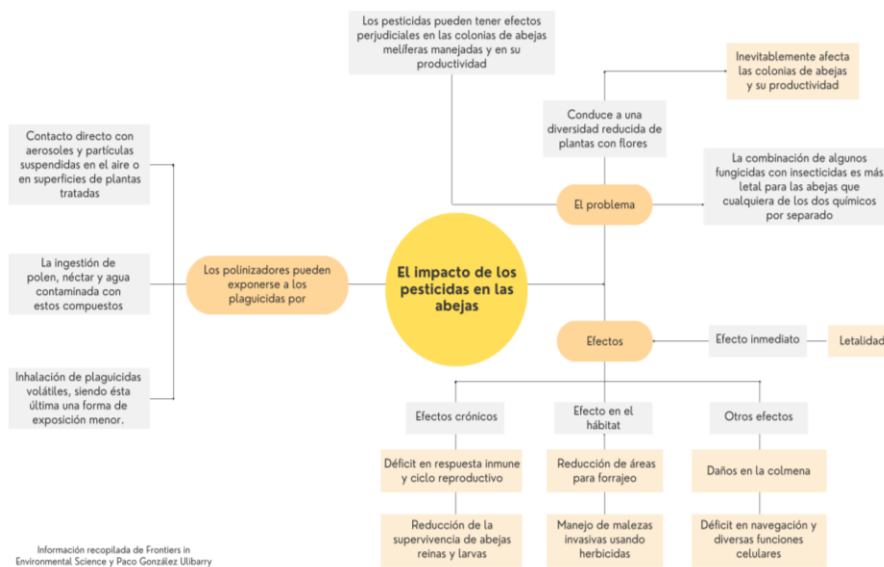 Los pesticidas pueden tener efectos
perjudiciales en las colonias de abejas
melíferas manejadas y en su
productividad
Inevitablemente afecta
las colonias de abejas
y su productividad
Conduce a una
diversidad reducida de
plantas con flores
Contacto directo con
aerosoles y partículas
suspendidas en el aire o
en superficies de plantas
tratadas
La combinación de algunos
fungicidas con insecticidas es más
letal para las abejas que
cualquiera de los dos químicos
por separado
El problema
La ingestión de
polen, néctar y agua
contaminada con
estos compuestos
Los polinizadores pueden
exponerse a los
plaguicidas por
El impacto de los
pesticidas en las
abejas
Efectos
Efecto inmediato
Letalidad
Inhalación de plaguicidas
volátiles, siendo ésta
última una forma de
exposición menor.
Efectos crónicos
Efecto en el
hábitat
Otros efectos
Déficit en respuesta inmune
y ciclo reproductivo
Reducción de áreas
para forrajeo
Daños en la colmena
Reducción de la
supervivencia de abejas
reinas y larvas
Manejo de malezas
invasivas usando
herbicidas
Déficit en navegación y
diversas funciones
celulares
Información recopilada de Frontiers in
Environmental Science y Paco González Ulibarry